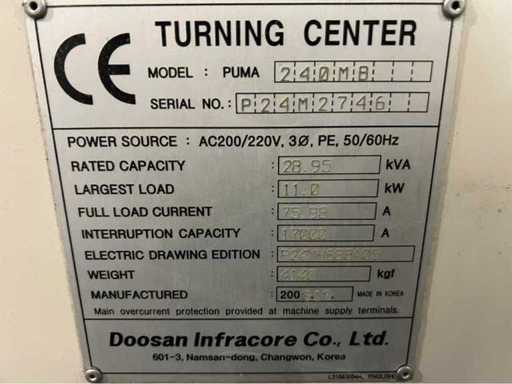 CE TURNING CENTER
MODEL: PUMA 240MB
SERIAL NO.: P24M2746
POWER SOURCE : AC200/220V, 3Ø, PE, 50/60Hz
RATED CAPACITY : 28.95 kVA
LARGEST LOAD : 11.0 kW
FULL LOAD CURRENT : A
INTERRUPTION CAPACITY : A
ELECTRIC DRAWING EDITION :
WEIGHT : kgf
MANUFACTURED : 200 MADE IN KOREA
Main overcurrent protection provided at machine supply terminals.
Doosan Infracore Co., Ltd.
601-3, Namsan-dong, Changwon, Korea